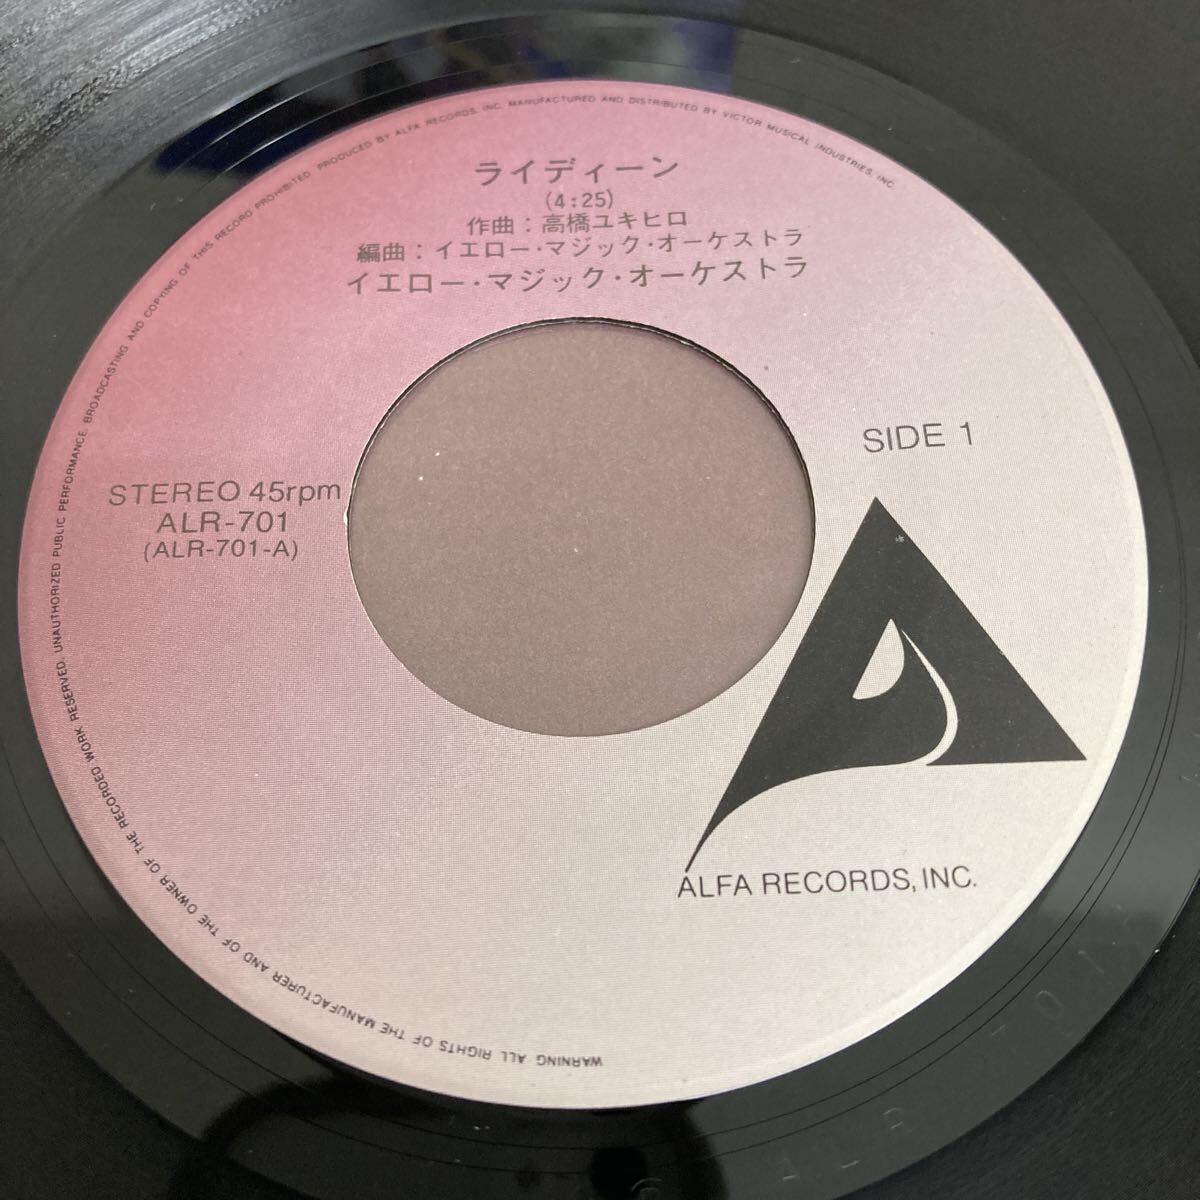 ライディーン
(4:25)
作曲：高橋ユキヒロ
編曲：イエロー・マジック・オーケストラ
イエロー・マジック・オーケストラ
SIDE 1
STEREO 45rpm
ALR-701
(ALR-701-A)
ALFA RECORDS, INC.
WARNING ALL RIGHTS OF THE MANUFACTURER AND OF THE OWNER OF THE RECORDED WORK RESERVED. UNAUTHORIZED PUBLIC PERFORMANCE, BROADCASTING AND COPYING OF THIS RECORD PROHIBITED PRODUCED BY ALFA RECORDS, INC. MANUFACTURED AND DISTRIBUTED BY VICTOR MUSICAL INDUSTRIES, INC.